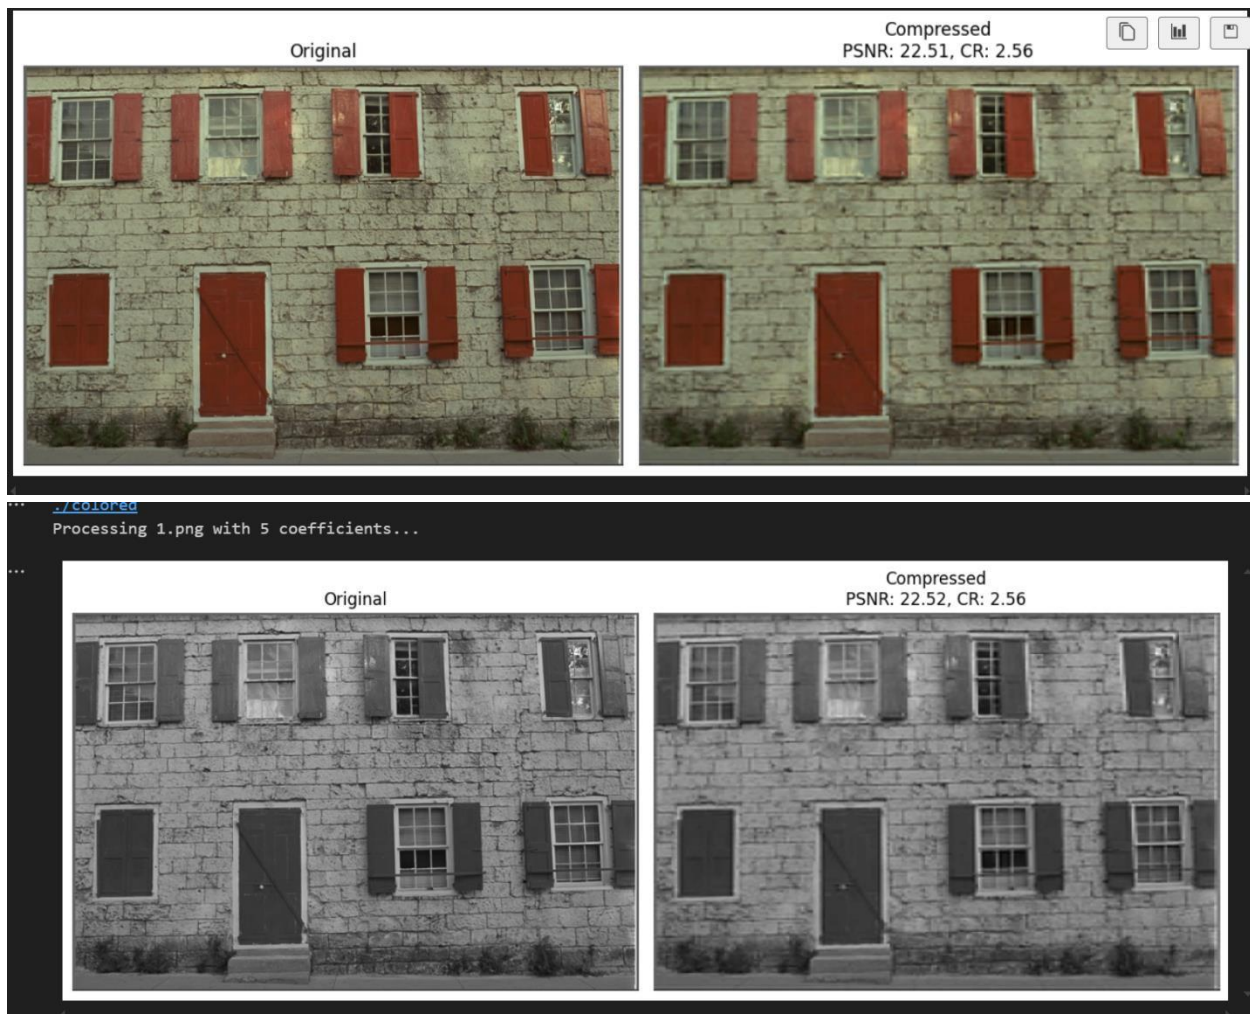 Original
Compressed
PSNR: 22.51, CR: 2.56
... ./colored
Processing 1.png with 5 coefficients...
...
Original
Compressed
PSNR: 22.52, CR: 2.56